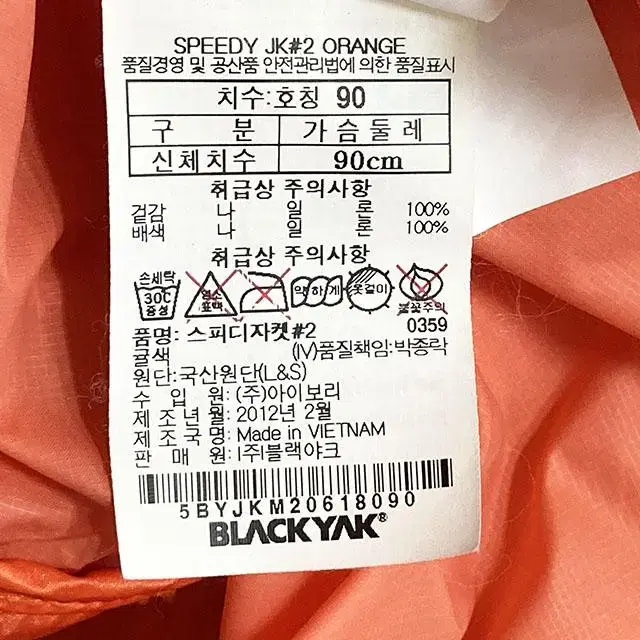 SPEEDY JK#2 ORANGE
품질경영 및 공산품 안전관리법에 의한 품질표시
치수:호칭 90
구 분 가슴둘레
신체치수 90cm
취급상 주의사항
겉감 나 일 론 100%
배색 나 일 론 100%
취급상 주의사항
손세탁 30℃ 중성 염소 표백 약하게 옷걸이 불꽃주의
0359
품명: 스피디자켓#2
귤색 (IV)품질책임:박종락
원단:국산원단(L&S)
수 입 원: (주)아이보리
제 조 년 월: 2012년 2월
제 조 국 명: Made in VIETNAM
판 매 원: (주)블랙야크
5BYJKM20618090
BLACKYAK®